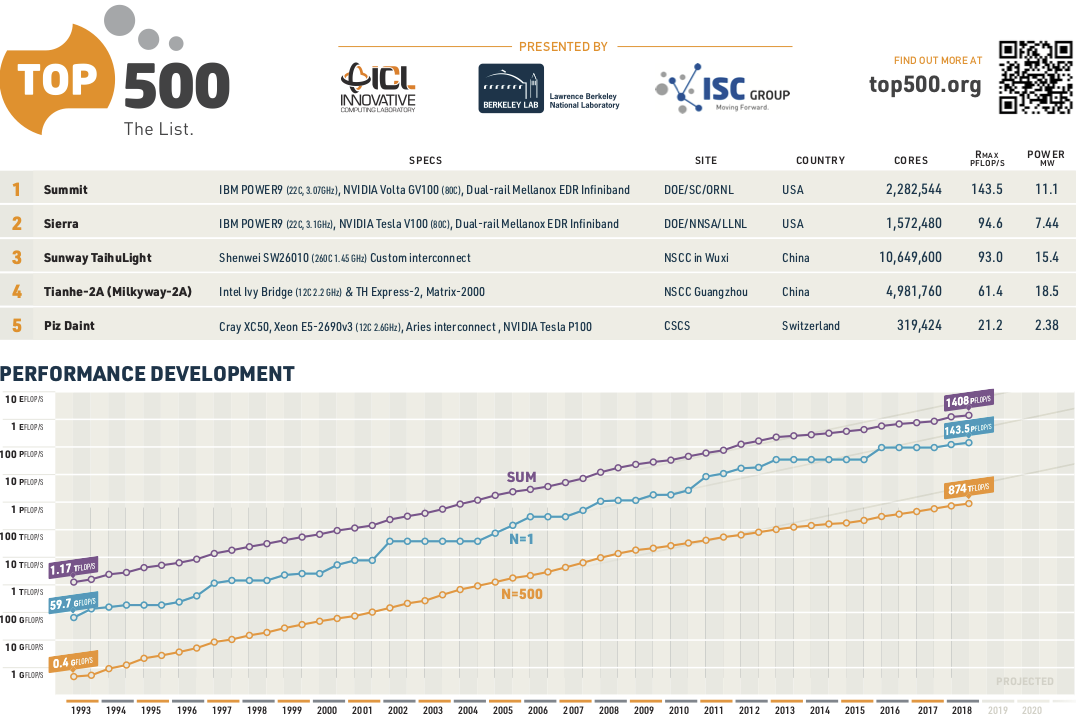 TOP 500
The List.
PRESENTED BY
ICL
INNOVATIVE
COMPUTING LABORATORY
BERKELEY LAB
Lawrence Berkeley
National Laboratory
ISC GROUP
Moving Forward.
FIND OUT MORE AT
top500.org
SPECS SITE COUNTRY CORES RMAX PFLOP/S POWER MW
1 Summit IBM POWER9 (22C, 3.07GHz), NVIDIA Volta GV100 (80C), Dual-rail Mellanox EDR Infiniband DOE/SC/ORNL USA 2,282,544 143.5 11.1
2 Sierra IBM POWER9 (22C, 3.1GHz), NVIDIA Tesla V100 (80C), Dual-rail Mellanox EDR Infiniband DOE/NNSA/LLNL USA 1,572,480 94.6 7.44
3 Sunway TaihuLight Shenwei SW26010 (260C 1.45 GHz) Custom interconnect NSCC in Wuxi China 10,649,600 93.0 15.4
4 Tianhe-2A (Milkyway-2A) Intel Ivy Bridge (12C 2.2 GHz) & TH Express-2, Matrix-2000 NSCC Guangzhou China 4,981,760 61.4 18.5
5 Piz Daint Cray XC50, Xeon E5-2690v3 (12C 2.6GHz), Aries interconnect , NVIDIA Tesla P100 CSCS Switzerland 319,424 21.2 2.38
PERFORMANCE DEVELOPMENT
10 EFLOP/S
1 EFLOP/S
100 PFLOP/S
10 PFLOP/S
1 PFLOP/S
100 TFLOP/S
10 TFLOP/S
1 TFLOP/S
100 GFLOP/S
10 GFLOP/S
1 GFLOP/S
1408 PFLOP/S
143.5 PFLOP/S
874 TFLOP/S
SUM
N=1
N=500
1.17 TFLOP/S
59.7 GFLOP/S
0.4 GFLOP/S
PROJECTED
1993 1994 1995 1996 1997 1998 1999 2000 2001 2002 2003 2004 2005 2006 2007 2008 2009 2010 2011 2012 2013 2014 2015 2016 2017 2018 2019 2020